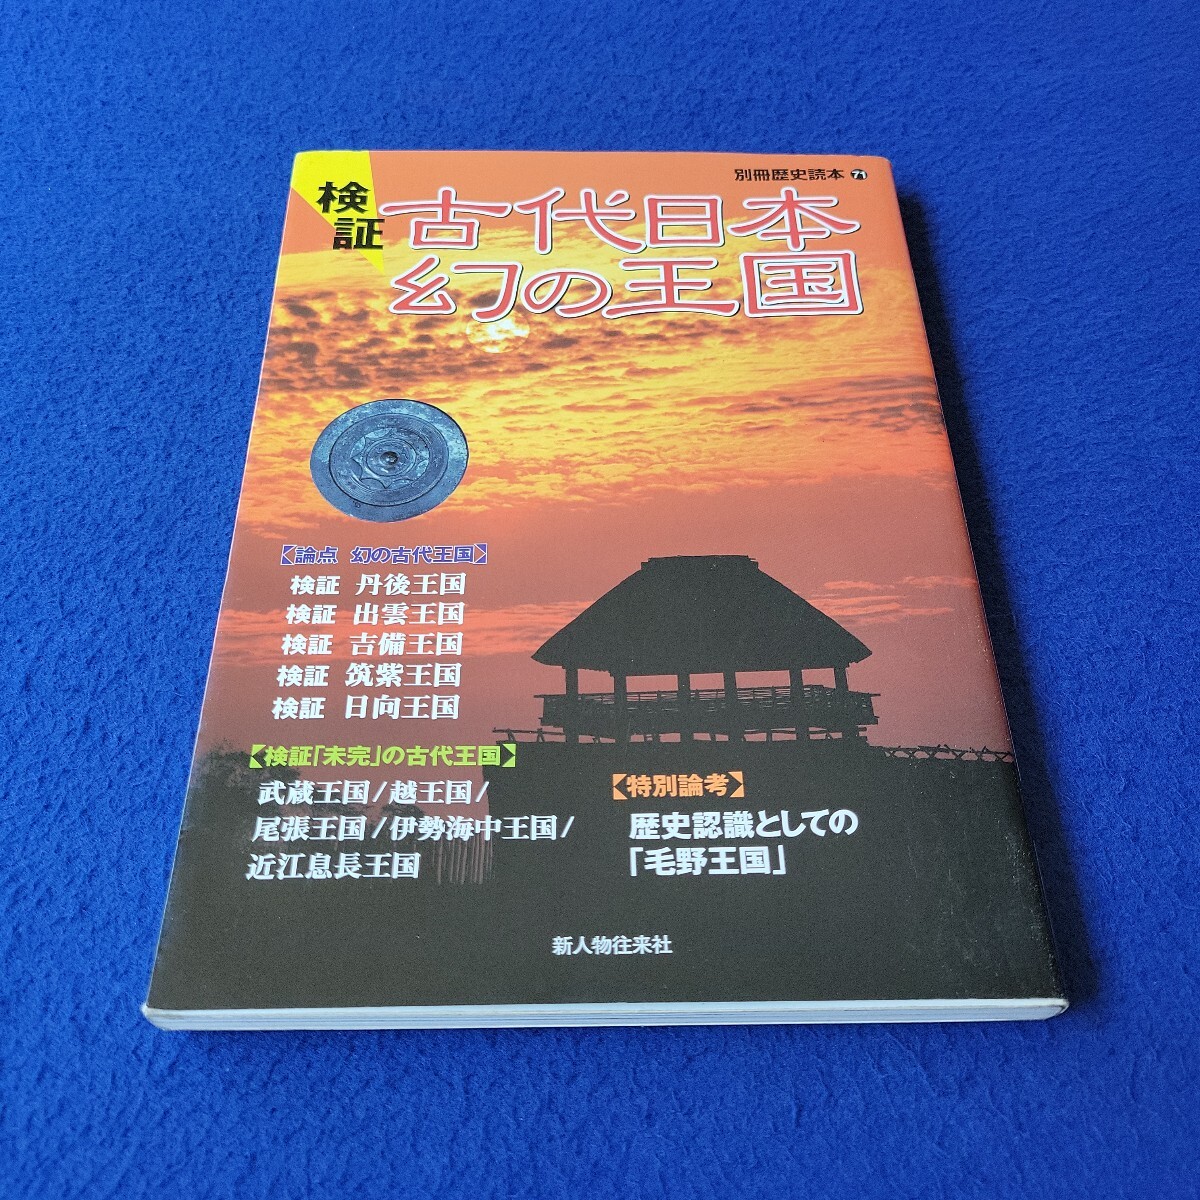 別冊歴史読本 71
検証
古代日本
幻の王国
【論点 幻の古代王国】
検証 丹後王国
検証 出雲王国
検証 吉備王国
検証 筑紫王国
検証 日向王国
【検証「未完」の古代王国】
武蔵王国/越王国/
尾張王国/伊勢海中王国/
近江息長王国
【特別論考】
歴史認識としての
「毛野王国」
新人物往来社